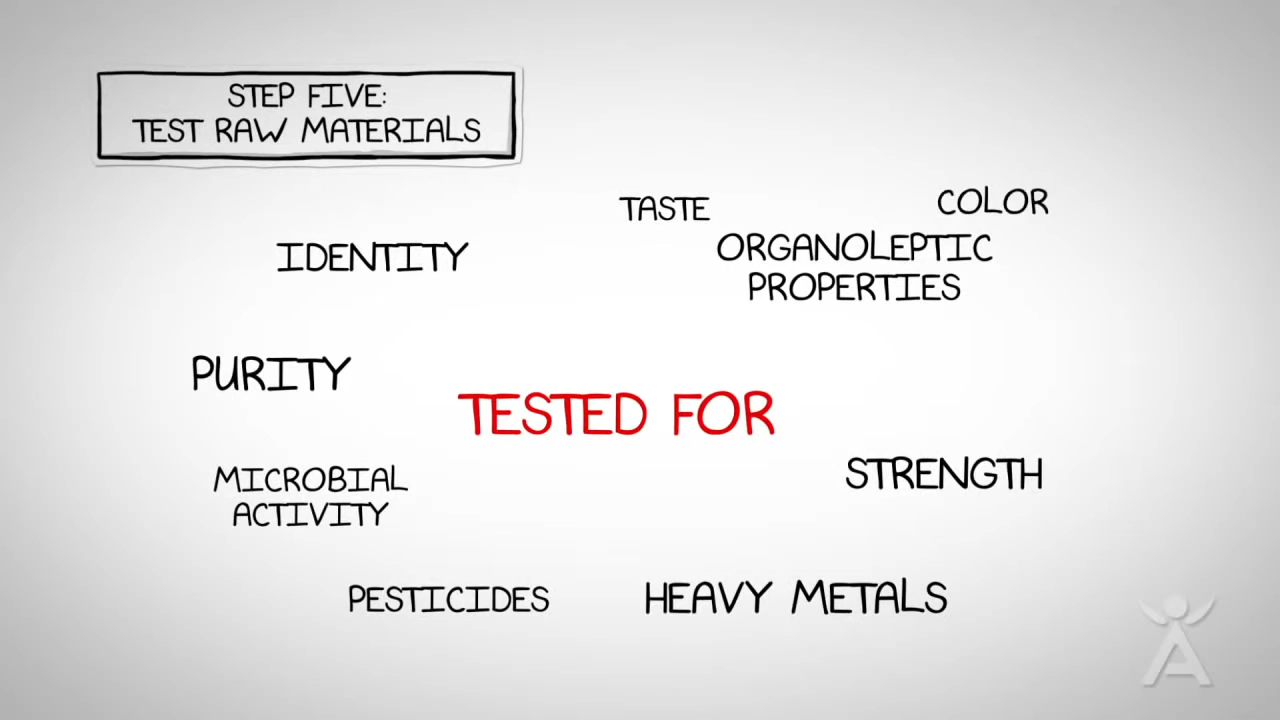 STEP FIVE:
TEST RAW MATERIALS
TASTE
COLOR
IDENTITY
ORGANOLEPTIC
PROPERTIES
PURITY
TESTED FOR
MICROBIAL
ACTIVITY
STRENGTH
PESTICIDES
HEAVY METALS